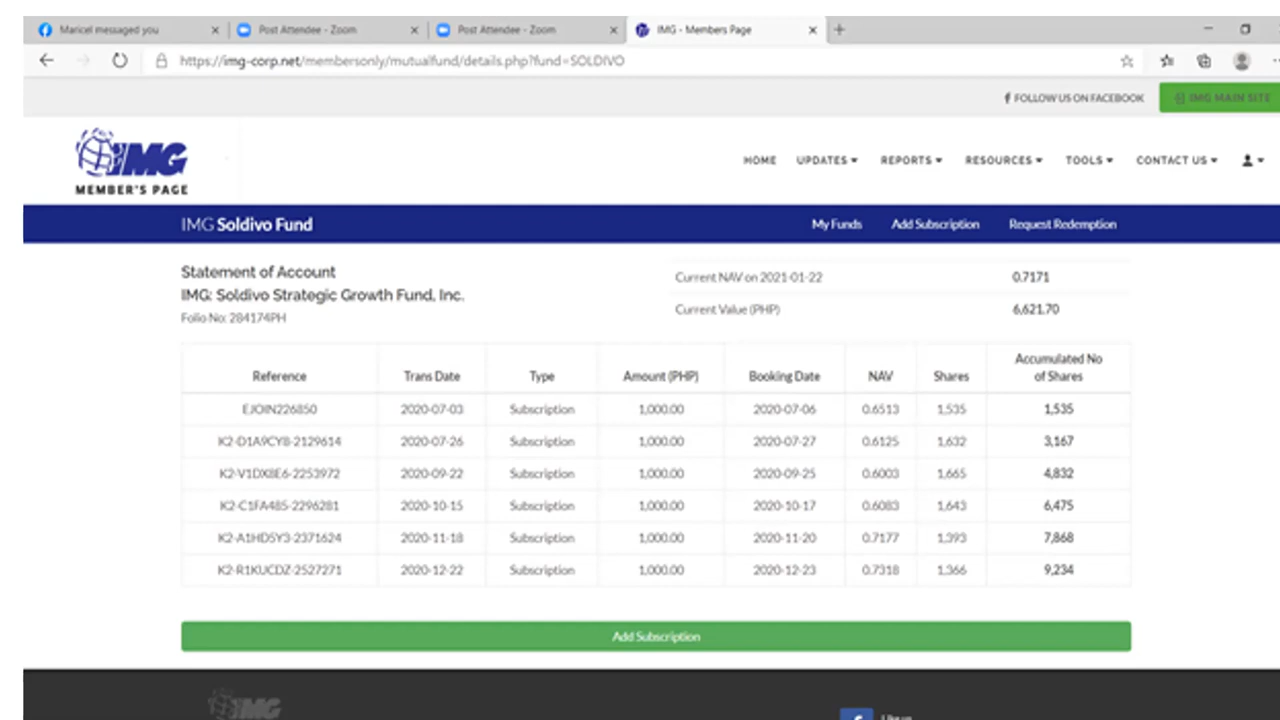 Maricel messaged you
Post Attendee - Zoom
Post Attendee - Zoom
IMG - Members Page
https://img-corp.net/membersonly/mutualfund/details.php?fund=SOLDIVO
FOLLOW US ON FACEBOOK
IMG MAIN SITE
IMG
MEMBER'S PAGE
HOME UPDATES REPORTS RESOURCES TOOLS CONTACT US
IMG Soldivo Fund
My Funds Add Subscription Request Redemption
Statement of Account
IMG: Soldivo Strategic Growth Fund, Inc.
Folio No: 284174PH
Current NAV on 2021-01-22 0.7171
Current Value (PHP) 6,621.70
Reference Trans Date Type Amount (PHP) Booking Date NAV Shares Accumulated No of Shares
EJOIN226850 2020-07-03 Subscription 1,000.00 2020-07-06 0.6513 1,535 1,535
K2-D1A9CY8-2129614 2020-07-26 Subscription 1,000.00 2020-07-27 0.6125 1,632 3,167
K2-V1DX8E6-2253972 2020-09-22 Subscription 1,000.00 2020-09-25 0.6003 1,665 4,832
K2-C1FA485-2296281 2020-10-15 Subscription 1,000.00 2020-10-17 0.6083 1,643 6,475
K2-A1HD5Y3-2371624 2020-11-18 Subscription 1,000.00 2020-11-20 0.7177 1,393 7,868
K2-R1KUCDZ-2527271 2020-12-22 Subscription 1,000.00 2020-12-23 0.7318 1,366 9,234
Add Subscription
IMG